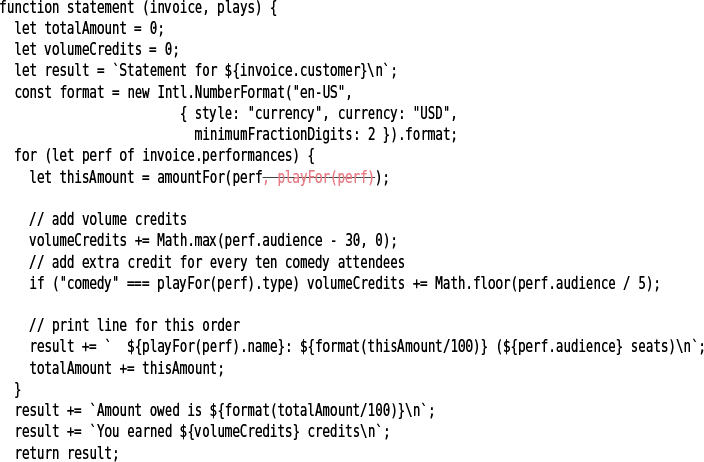 function statement (invoice, plays) {
  let totalAmount = 0;
  let volumeCredits = 0;
  let result = `Statement for ${invoice.customer}\n`;
  const format = new Intl.NumberFormat("en-US",
                        { style: "currency", currency: "USD",
                          minimumFractionDigits: 2 }).format;
  for (let perf of invoice.performances) {
    let thisAmount = amountFor(perf, playFor(perf));

    // add volume credits
    volumeCredits += Math.max(perf.audience - 30, 0);
    // add extra credit for every ten comedy attendees
    if ("comedy" === playFor(perf).type) volumeCredits += Math.floor(perf.audience / 5);

    // print line for this order
    result += `  ${playFor(perf).name}: ${format(thisAmount/100)} (${perf.audience} seats)\n`;
    totalAmount += thisAmount;
  }
  result += `Amount owed is ${format(totalAmount/100)}\n`;
  result += `You earned ${volumeCredits} credits\n`;
  return result;